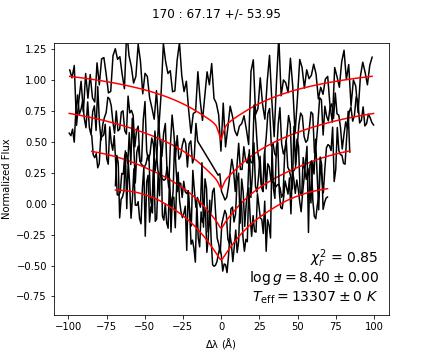 170 : 67.17 +/- 53.95
1.25
1.00
0.75
0.50
0.25
0.00
−0.25
−0.50
−0.75
Normalized Flux
χ²ᵣ = 0.85
log g = 8.40 ± 0.00
Teff = 13307 ± 0 K
−100 −75 −50 −25 0 25 50 75 100
Δλ (Å)